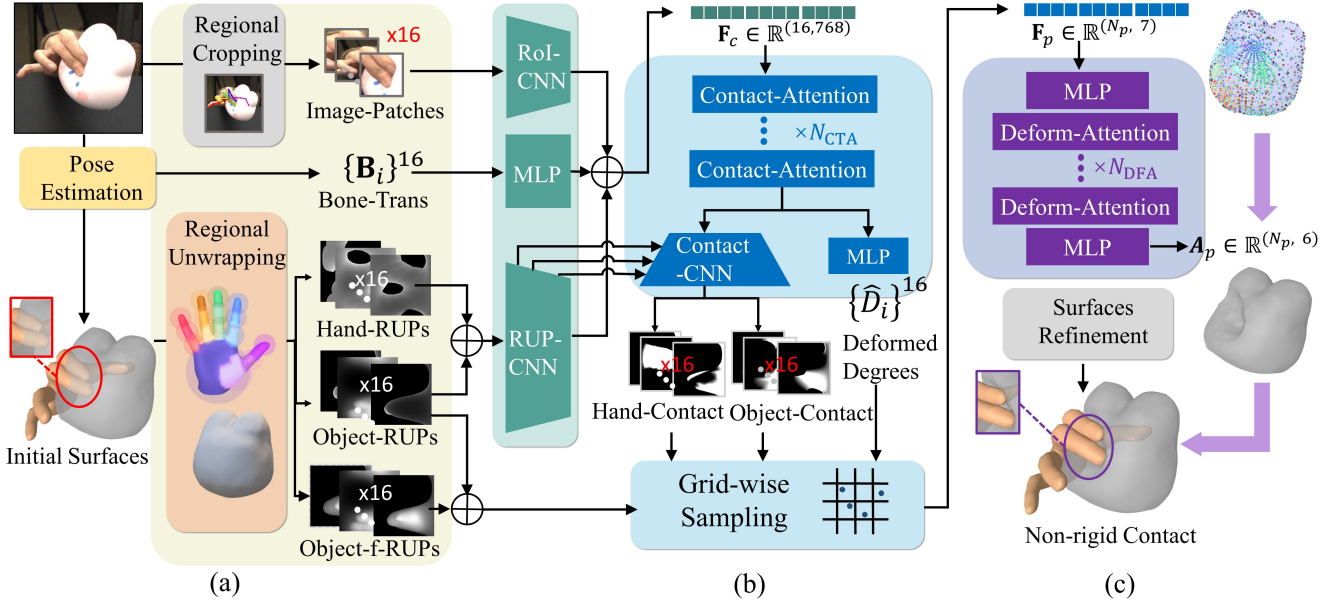 Regional
Cropping
x16
Image-Patches
Pose
Estimation
{B_i}^16
Bone-Trans
Regional
Unwrapping
x16
Hand-RUPs
x16
Object-RUPs
x16
Object-f-RUPs
Initial Surfaces
(a)
RoI-
CNN
MLP
RUP-
CNN
F_c ∈ ℝ^(16,768)
Contact-Attention
×N_CTA
Contact-Attention
Contact
-CNN
MLP
{D̂_i}^16
x16
Hand-Contact
x16
Object-Contact
Deformed
Degrees
Grid-wise
Sampling
(b)
F_p ∈ ℝ^(N_p, 7)
MLP
Deform-Attention
×N_DFA
Deform-Attention
MLP
A_p ∈ ℝ^(N_p, 6)
Surfaces
Refinement
Non-rigid Contact
(c)